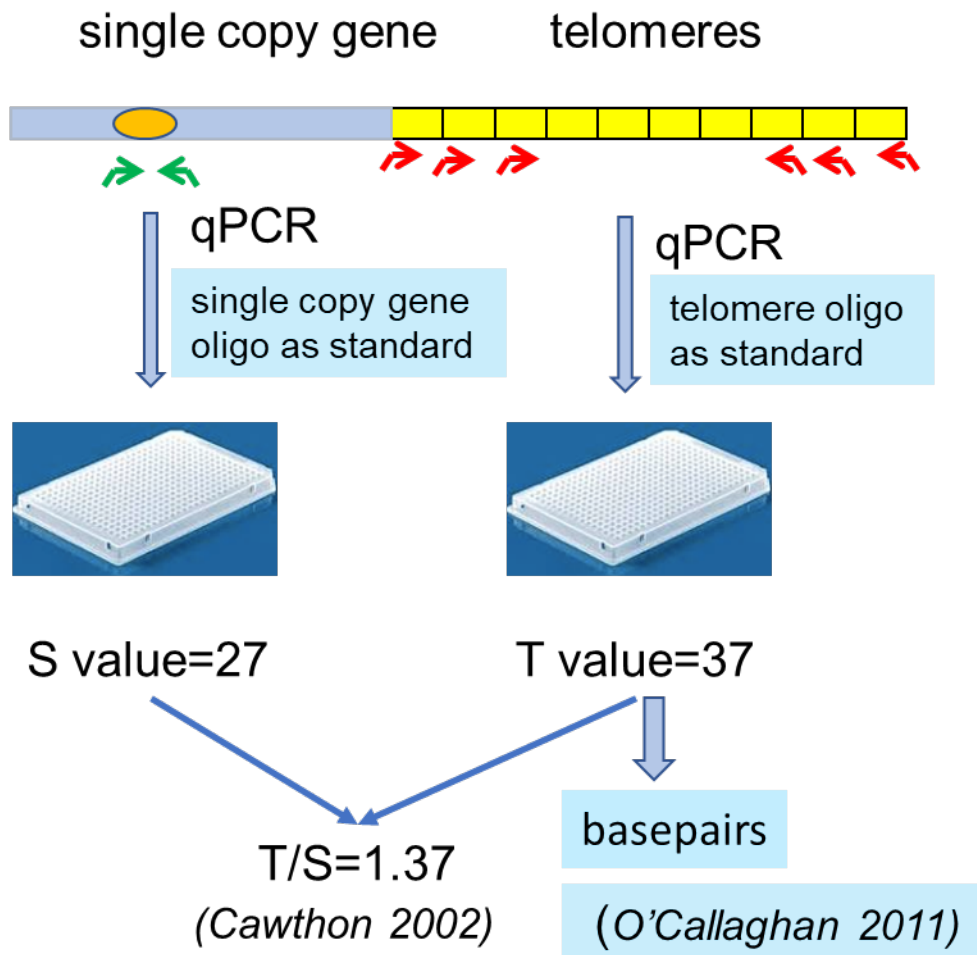 single copy gene
telomeres
qPCR
single copy gene
oligo as standard
qPCR
telomere oligo
as standard
S value=27
T value=37
T/S=1.37
(Cawthon 2002)
basepairs
(O’Callaghan 2011)